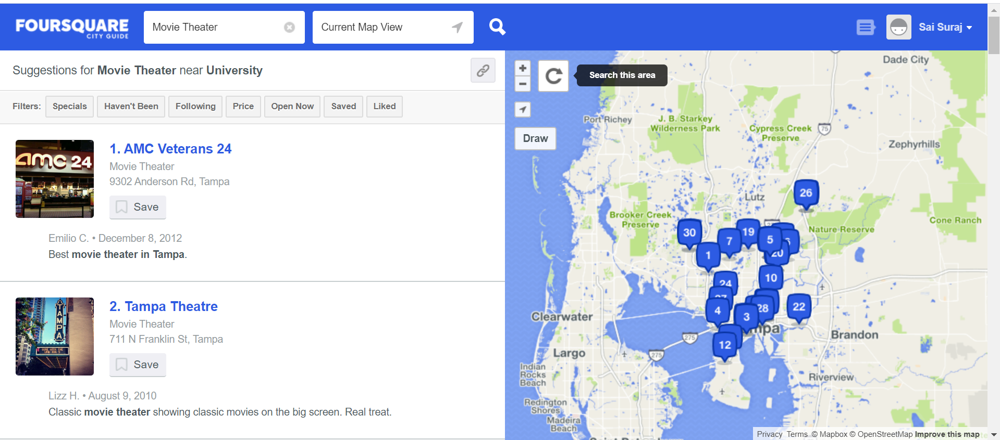 FOURSQUARE
CITY GUIDE
Movie Theater
Current Map View
Sai Suraj
Suggestions for Movie Theater near University
Filters:
Specials
Haven't Been
Following
Price
Open Now
Saved
Liked
amc 24
1. AMC Veterans 24
Movie Theater
9302 Anderson Rd, Tampa
Save
Emilio C. • December 8, 2012
Best movie theater in Tampa.
TAMPA
2. Tampa Theatre
Movie Theater
711 N Franklin St, Tampa
Save
Lizz H. • August 9, 2010
Classic movie theater showing classic movies on the big screen. Real treat.
+
−
Search this area
Draw
Dade City
Port Richey
J. B. Starkey
Wilderness Park
Cypress Creek
Preserve
75
Zephyrhills
Lutz
26
Brooker Creek
Preserve
Cone Ranch
Nature Reserve
30
7
19
5
6
1
20
24
10
27
4
3
28
22
Clearwater
Brandon
275
12
Largo
275
Indian
Rocks
Beach
Riverview
Redington
Shores
Madeira
Beach
Privacy Terms © Mapbox © OpenStreetMap Improve this map